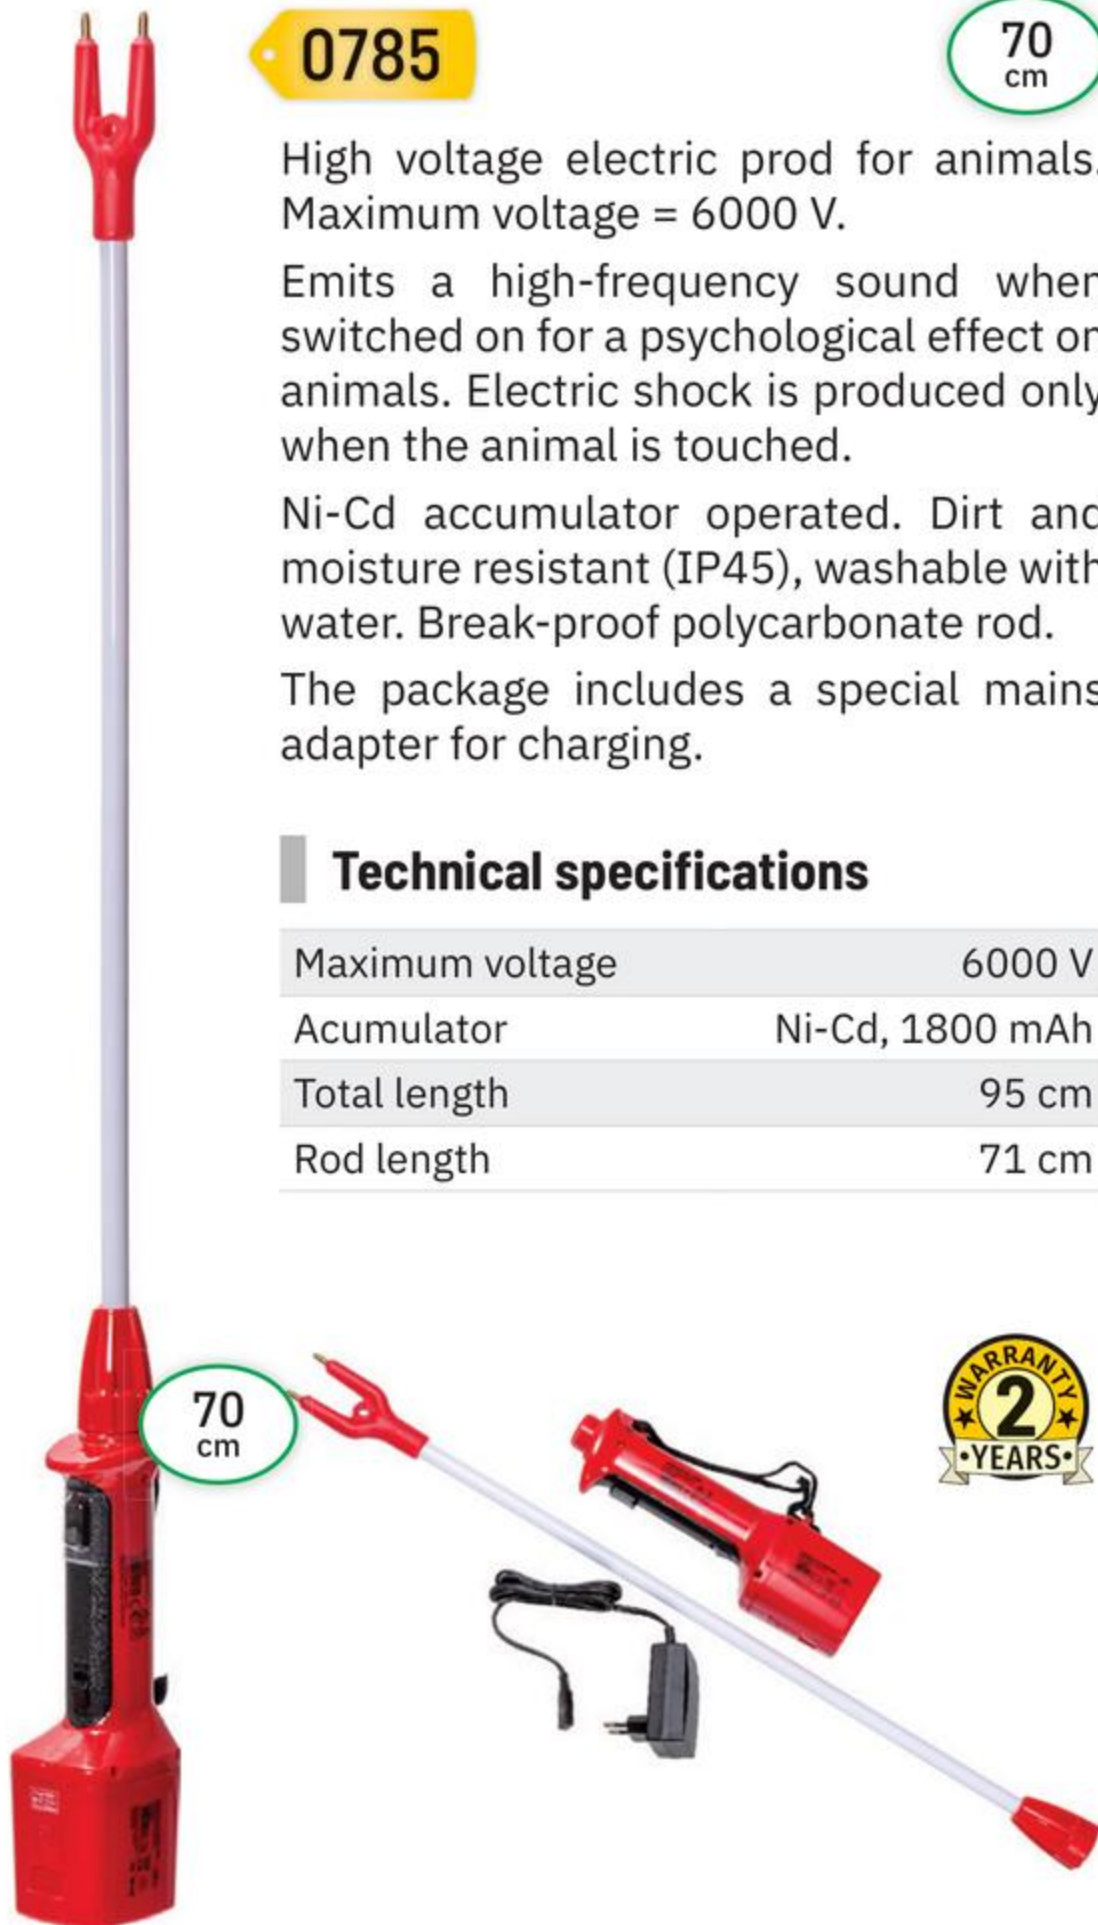 0785
70
cm
High voltage electric prod for animals.
Maximum voltage = 6000 V.
Emits a high-frequency sound when
switched on for a psychological effect on
animals. Electric shock is produced only
when the animal is touched.
Ni-Cd accumulator operated. Dirt and
moisture resistant (IP45), washable with
water. Break-proof polycarbonate rod.
The package includes a special mains
adapter for charging.
Technical specifications
Maximum voltage 6000 V
Acumulator Ni-Cd, 1800 mAh
Total length 95 cm
Rod length 71 cm
70
cm
WARRANTY
2
YEARS